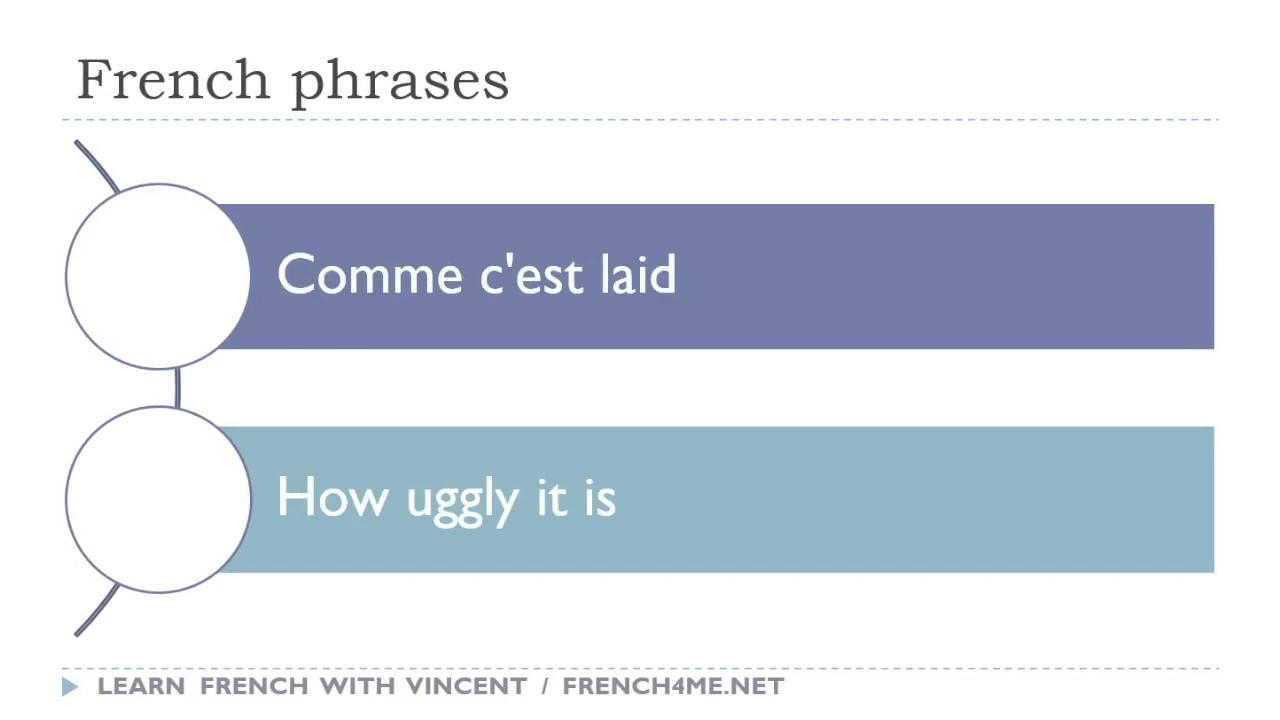 French phrases
Comme c'est laid
How uggly it is
LEARN FRENCH WITH VINCENT / FRENCH4ME.NET